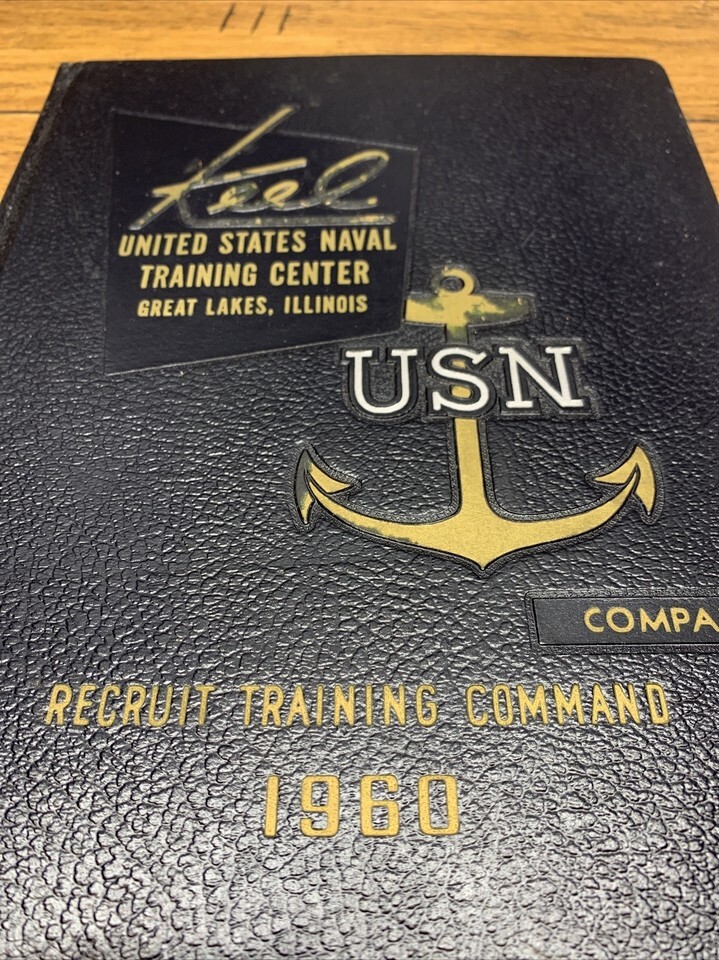 Keel
UNITED STATES NAVAL
TRAINING CENTER
GREAT LAKES, ILLINOIS
USN
COMPA
RECRUIT TRAINING COMMAND
1960